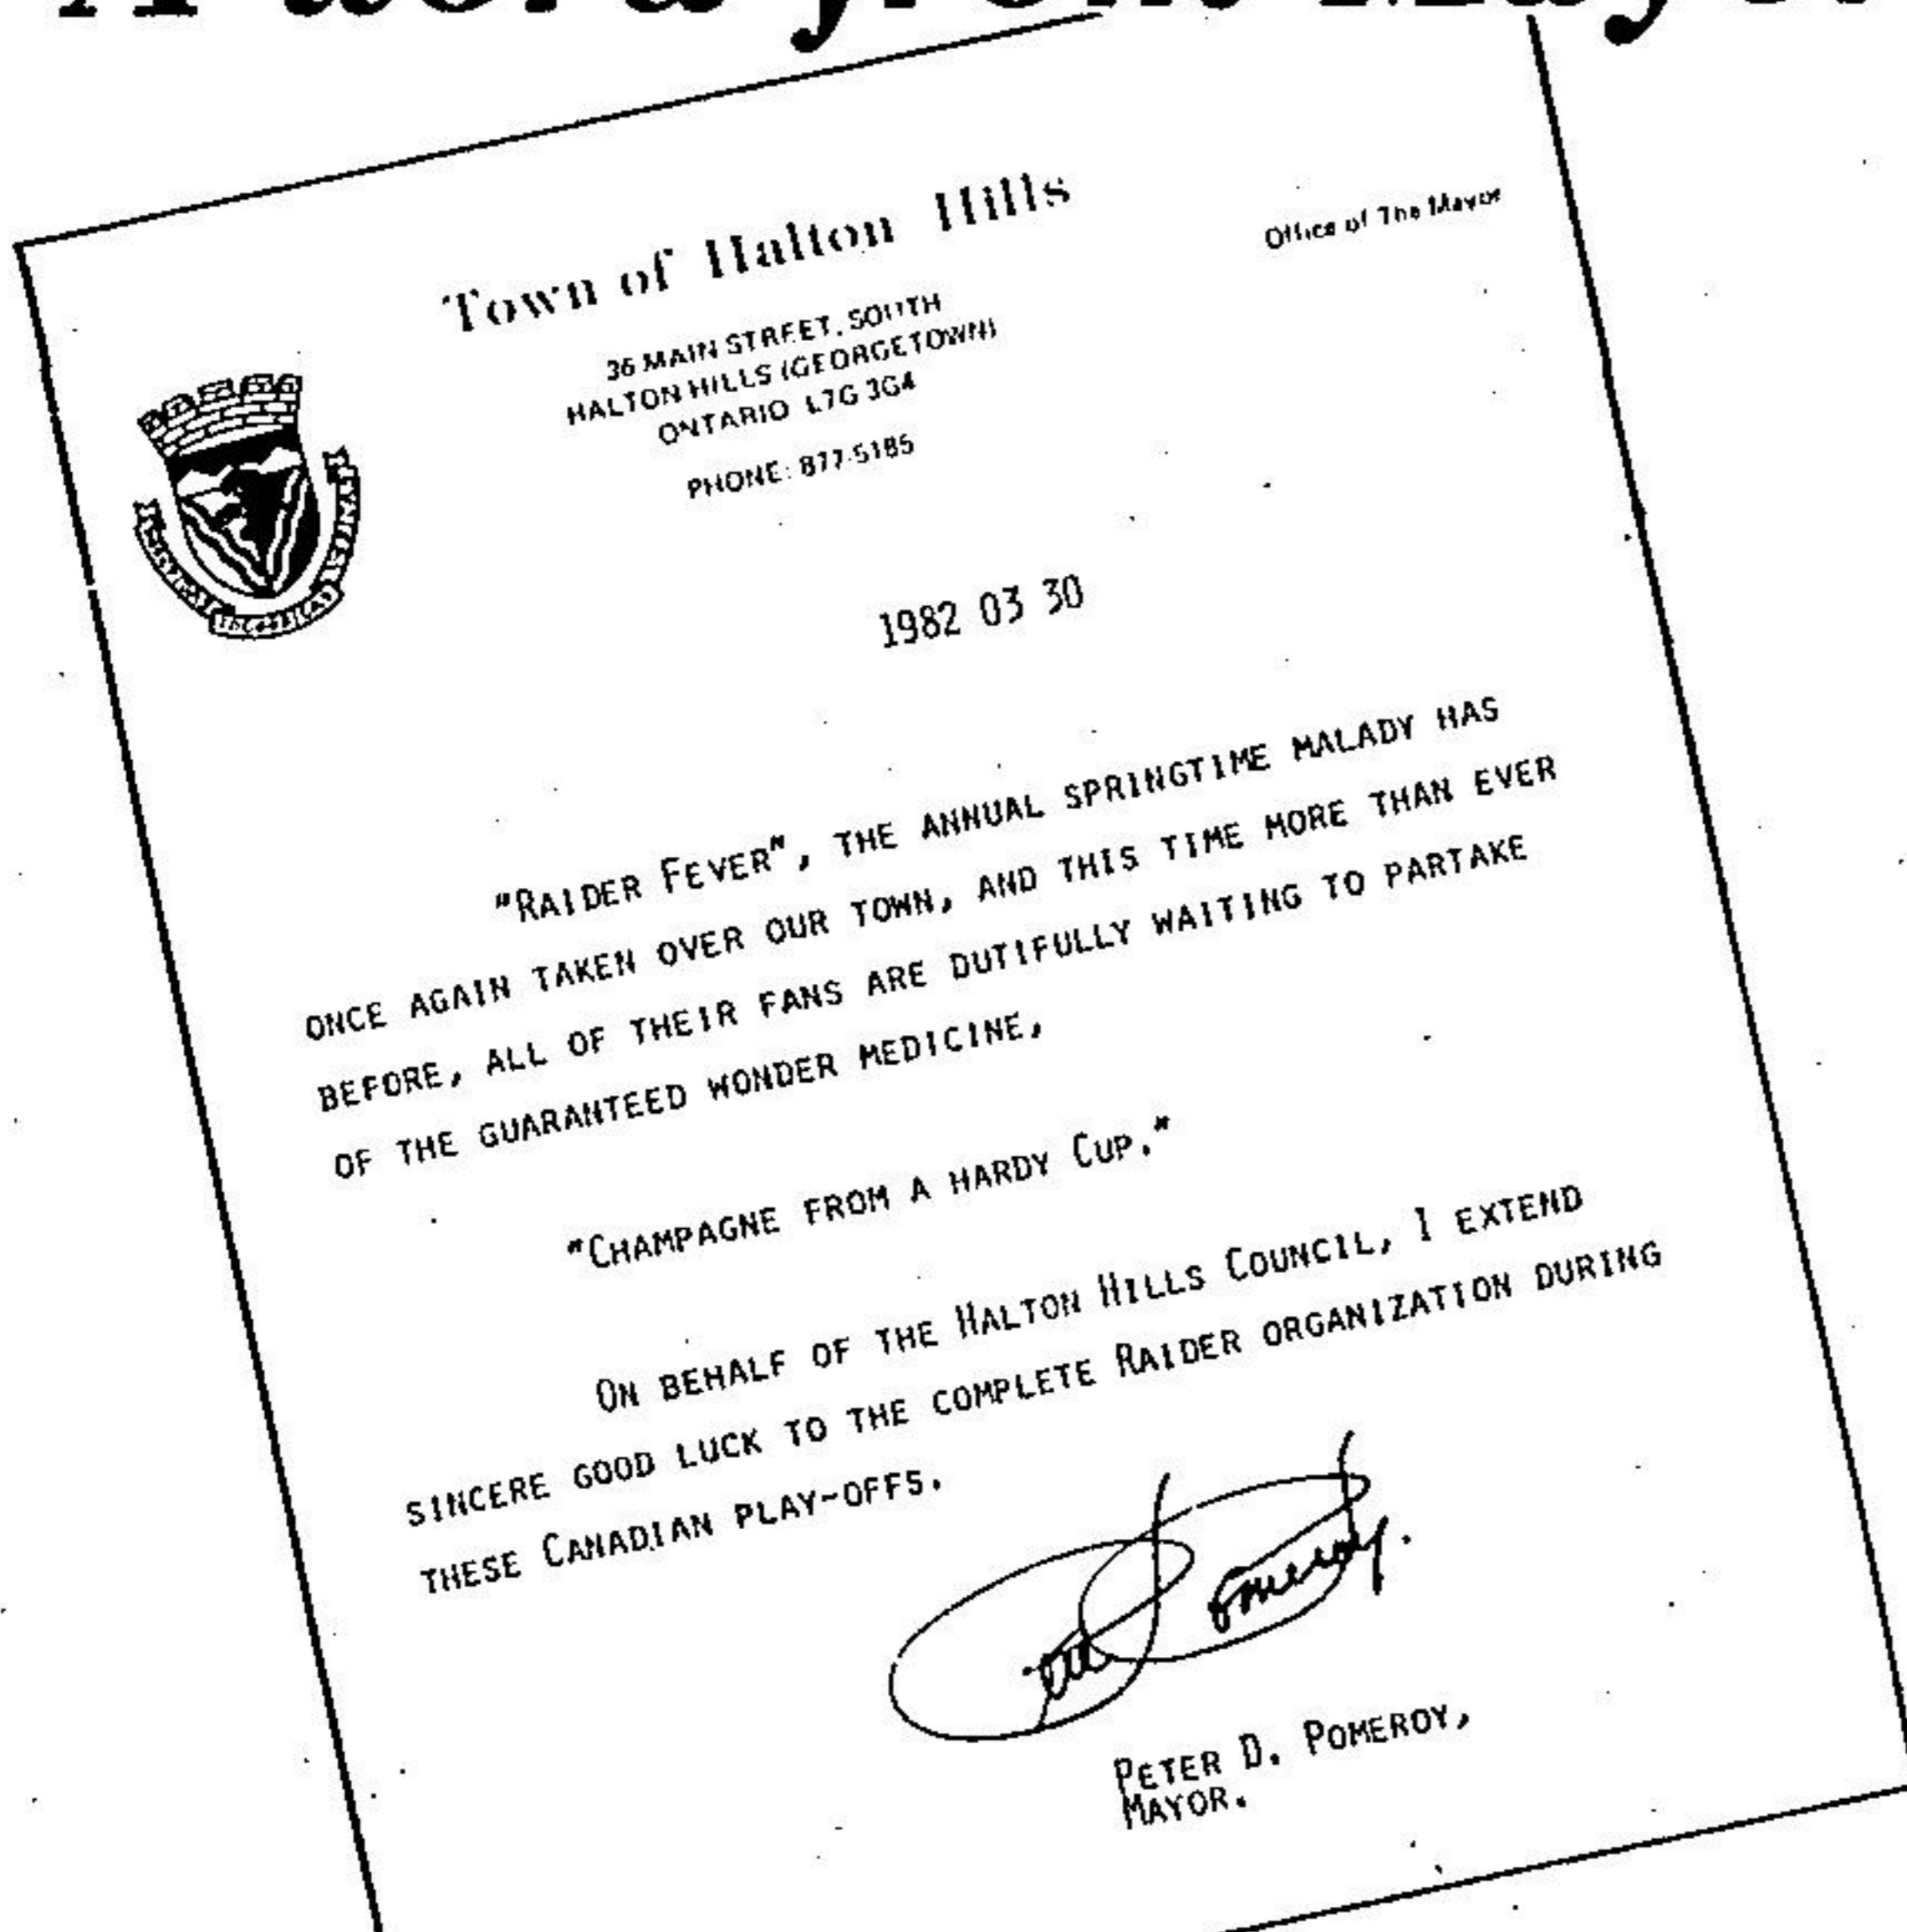 Town of Halton Hills
Office of The Mayor
36 MAIN STREET, SOUTH
HALTON HILLS (GEORGETOWN)
ONTARIO L7G 3G4
PHONE: 877-5185
1982 03 30
"RAIDER FEVER", THE ANNUAL SPRINGTIME MALADY HAS
ONCE AGAIN TAKEN OVER OUR TOWN, AND THIS TIME MORE THAN EVER
BEFORE, ALL OF THEIR FANS ARE DUTIFULLY WAITING TO PARTAKE
OF THE GUARANTEED WONDER MEDICINE,
"CHAMPAGNE FROM A HARDY CUP."
ON BEHALF OF THE HALTON HILLS COUNCIL, I EXTEND
SINCERE GOOD LUCK TO THE COMPLETE RAIDER ORGANIZATION DURING
THESE CANADIAN PLAY-OFFS.
PETER D. POMEROY,
MAYOR.